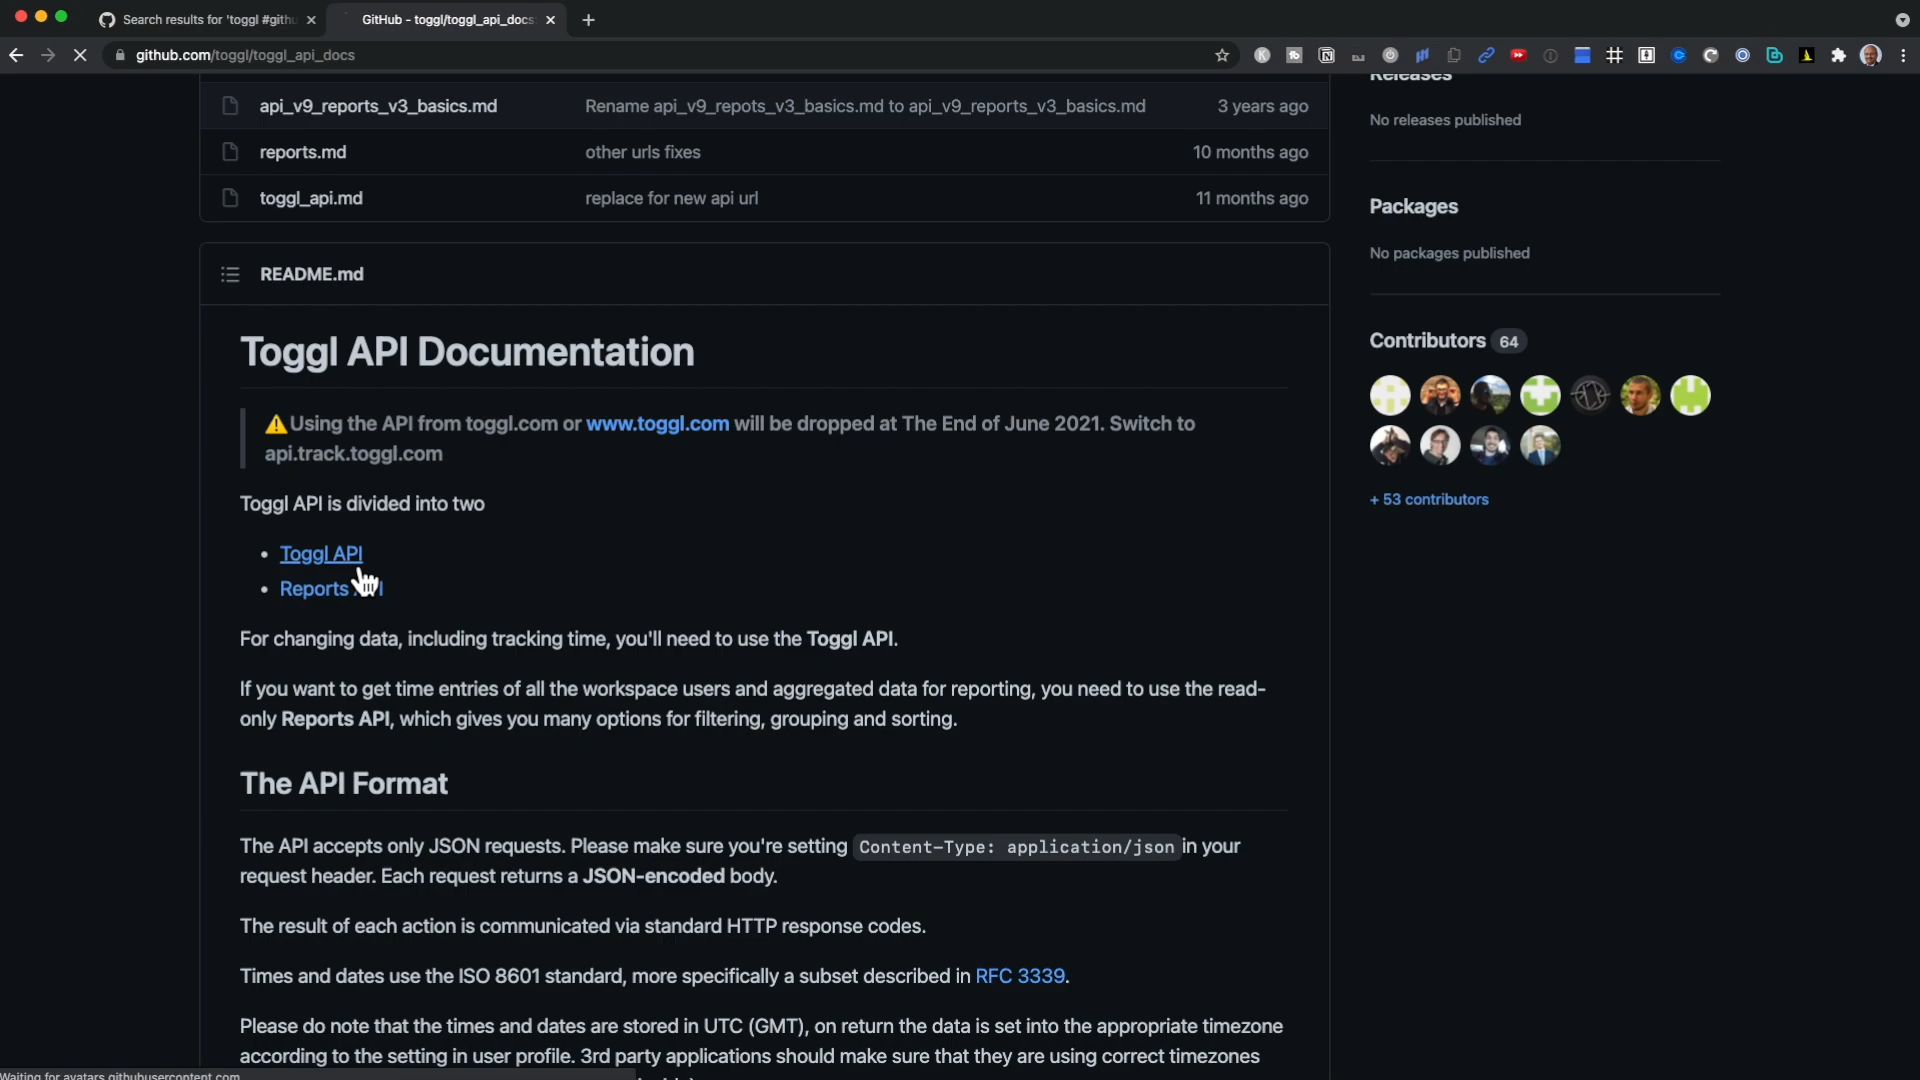 Search results for 'toggl #gith
GitHub - toggl/toggl_api_docs:
github.com/toggl/toggl_api_docs
Releases
api_v9_reports_v3_basics.md Rename api_v9_repots_v3_basics.md to api_v9_reports_v3_basics.md 3 years ago
No releases published
reports.md other urls fixes 10 months ago
toggl_api.md replace for new api url 11 months ago
Packages
No packages published
README.md
Contributors 64
Toggl API Documentation
⚠️Using the API from toggl.com or www.toggl.com will be dropped at The End of June 2021. Switch to
api.track.toggl.com
+ 53 contributors
Toggl API is divided into two
• Toggl API
• Reports
For changing data, including tracking time, you'll need to use the Toggl API.
If you want to get time entries of all the workspace users and aggregated data for reporting, you need to use the read-
only Reports API, which gives you many options for filtering, grouping and sorting.
The API Format
The API accepts only JSON requests. Please make sure you're setting Content-Type: application/json in your
request header. Each request returns a JSON-encoded body.
The result of each action is communicated via standard HTTP response codes.
Times and dates use the ISO 8601 standard, more specifically a subset described in RFC 3339.
Please do note that the times and dates are stored in UTC (GMT), on return the data is set into the appropriate timezone
according to the setting in user profile. 3rd party applications should make sure that they are using correct timezones
Waiting for avatars.githubusercontent.com